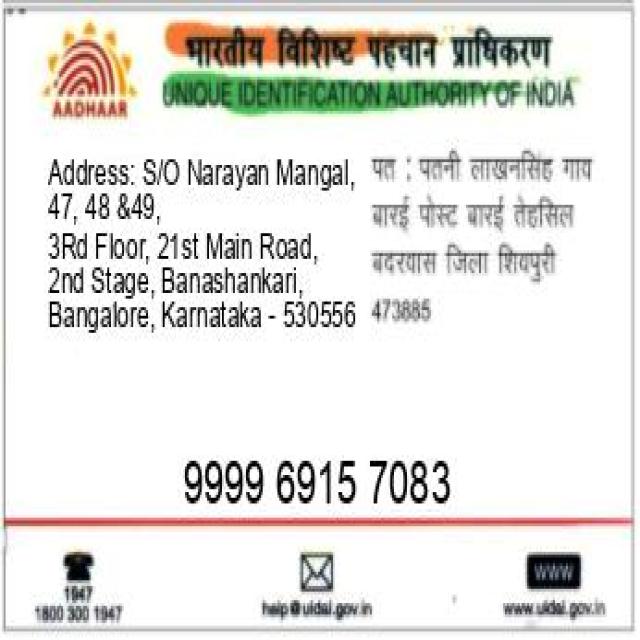 भारतीय विशिष्ट पहचान प्राधिकरण
AADHAAR
UNIQUE IDENTIFICATION AUTHORITY OF INDIA
Address: S/O Narayan Mangal,
47, 48 &49,
3Rd Floor, 21st Main Road,
2nd Stage, Banashankari,
Bangalore, Karnataka - 530556
पत : पतनी लाखनसिंह गाय
बारई पोस्ट बारई तेहसिल
बदरवास जिला शिवपुरी
473885
9999 6915 7083
1947
1800 300 1947
help@uidai.gov.in
WWW
www.uidai.gov.in